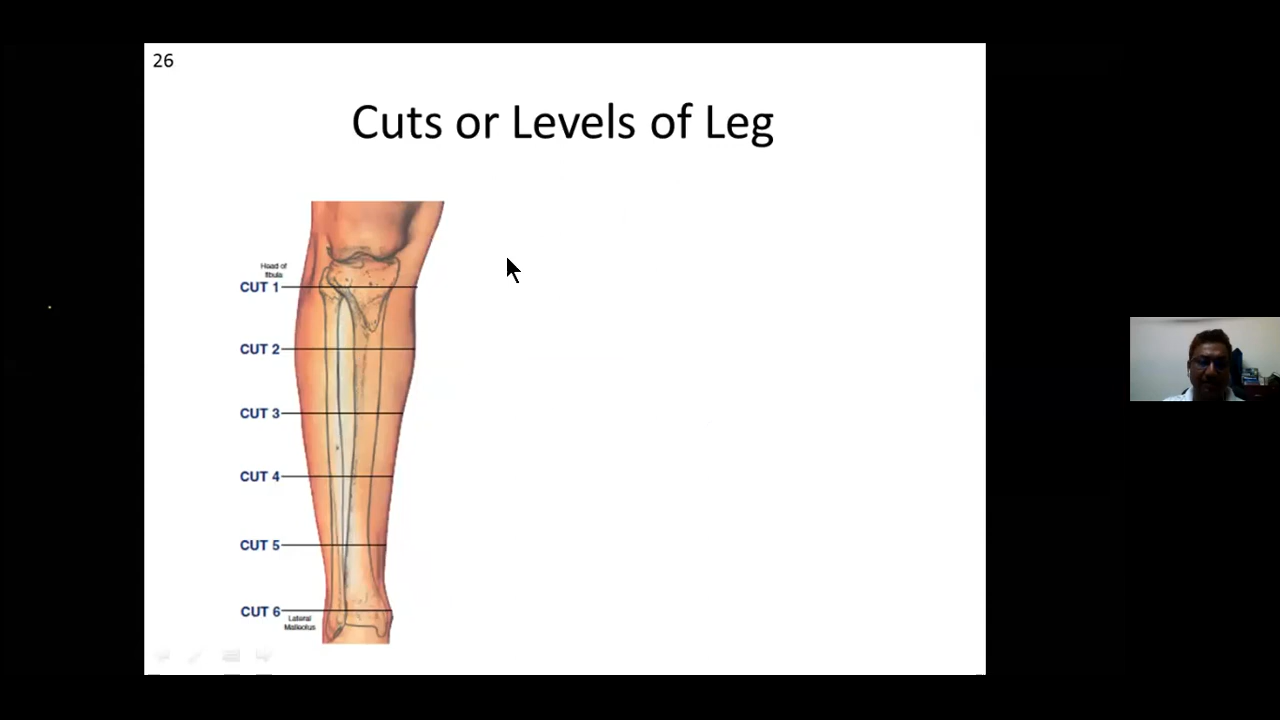 26
Cuts or Levels of Leg
Head of
fibula
CUT 1
CUT 2
CUT 3
CUT 4
CUT 5
CUT 6
Lateral
Malleolus